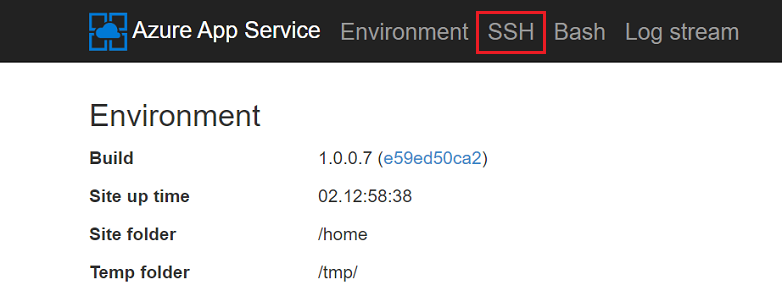 Azure App Service Environment SSH Bash Log stream
Environment
Build 1.0.0.7 (e59ed50ca2)
Site up time 02.12:58:38
Site folder /home
Temp folder /tmp/